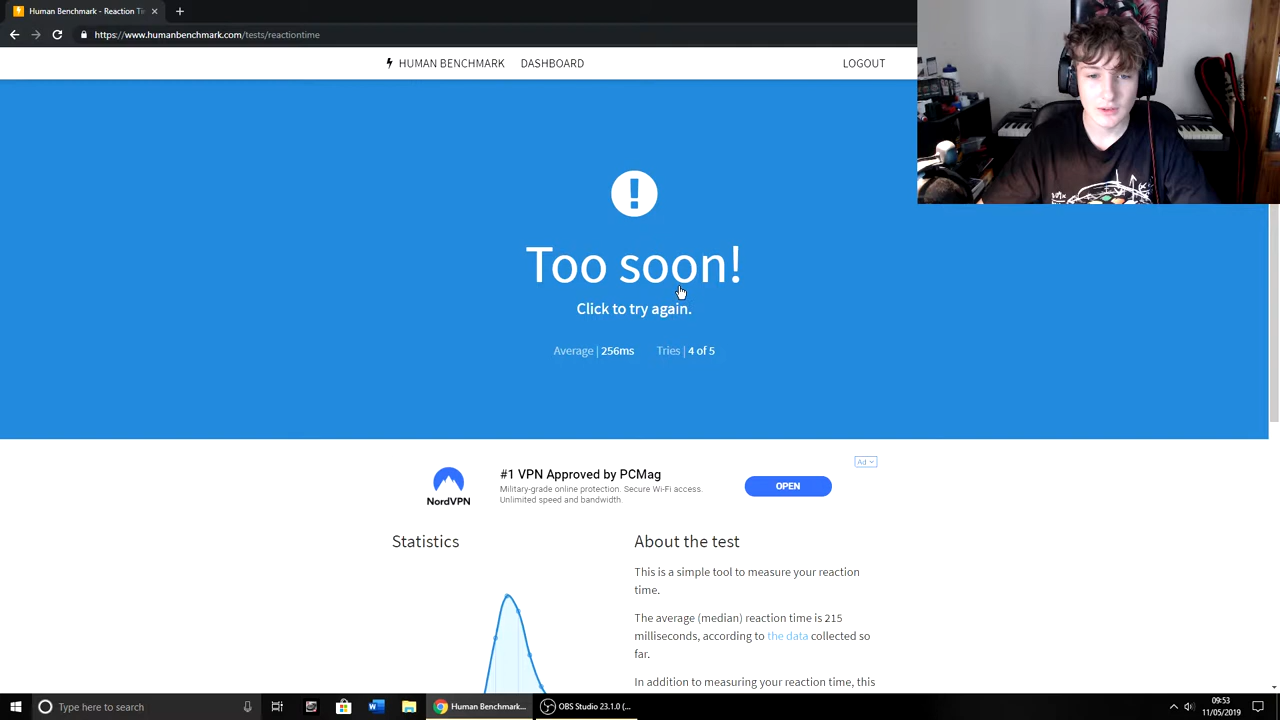 Human Benchmark - Reaction Ti
https://www.humanbenchmark.com/tests/reactiontime
HUMAN BENCHMARK
DASHBOARD
LOGOUT
!
Too soon!
Click to try again.
Average | 256ms
Tries | 4 of 5
Ad
NordVPN
#1 VPN Approved by PCMag
Military-grade online protection. Secure Wi-Fi access.
Unlimited speed and bandwidth.
OPEN
Statistics
About the test
This is a simple tool to measure your reaction
time.
The average (median) reaction time is 215
milliseconds, according to the data collected so
far.
In addition to measuring your reaction time, this
Type here to search
Human Benchmark...
OBS Studio 23.1.0 (...
09:53
11/05/2019